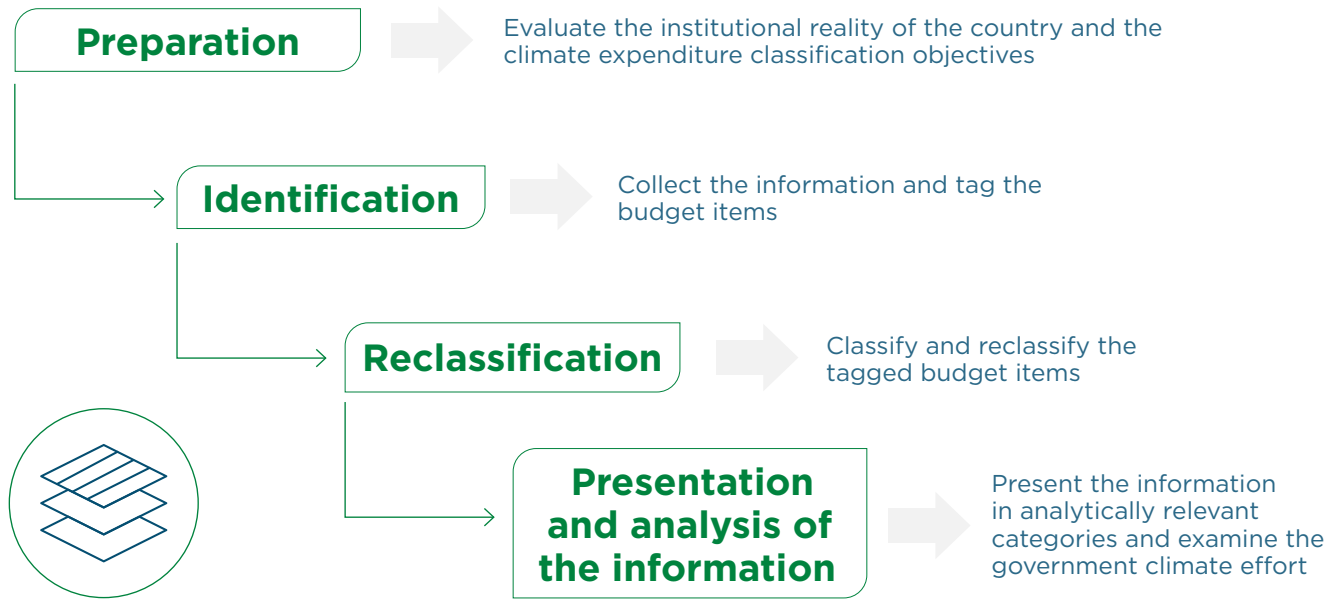 Preparation
Evaluate the institutional reality of the country and the
climate expenditure classification objectives
Identification
Collect the information and tag the
budget items
Reclassification
Classify and reclassify the
tagged budget items
Presentation
and analysis of
the information
Present the information
in analytically relevant
categories and examine the
government climate effort